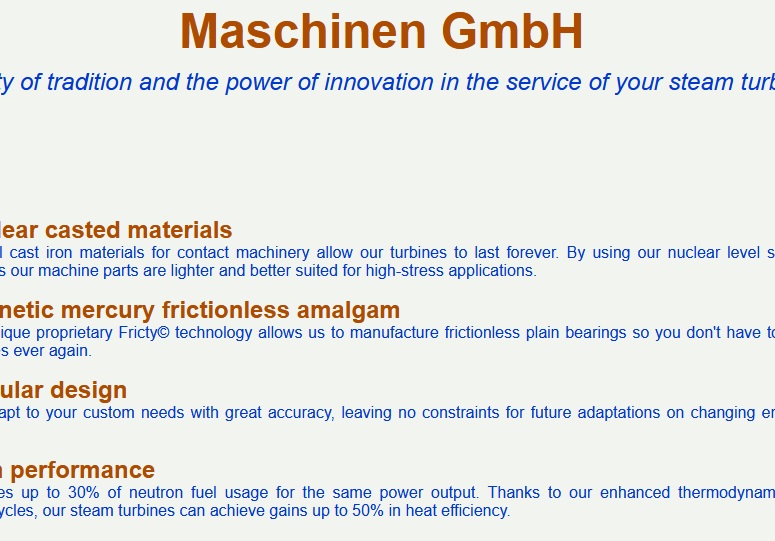 Maschinen GmbH
ty of tradition and the power of innovation in the service of your steam turb
lear casted materials
l cast iron materials for contact machinery allow our turbines to last forever. By using our nuclear level s
s our machine parts are lighter and better suited for high-stress applications.
netic mercury frictionless amalgam
ique proprietary Fricty© technology allows us to manufacture frictionless plain bearings so you don't have to
s ever again.
ular design
apt to your custom needs with great accuracy, leaving no constraints for future adaptations on changing en
h performance
es up to 30% of neutron fuel usage for the same power output. Thanks to our enhanced thermodynam
ycles, our steam turbines can achieve gains up to 50% in heat efficiency.